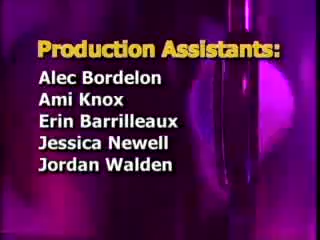 Production Assistants:
Alec Bordelon
Ami Knox
Erin Barrilleaux
Jessica Newell
Jordan Walden